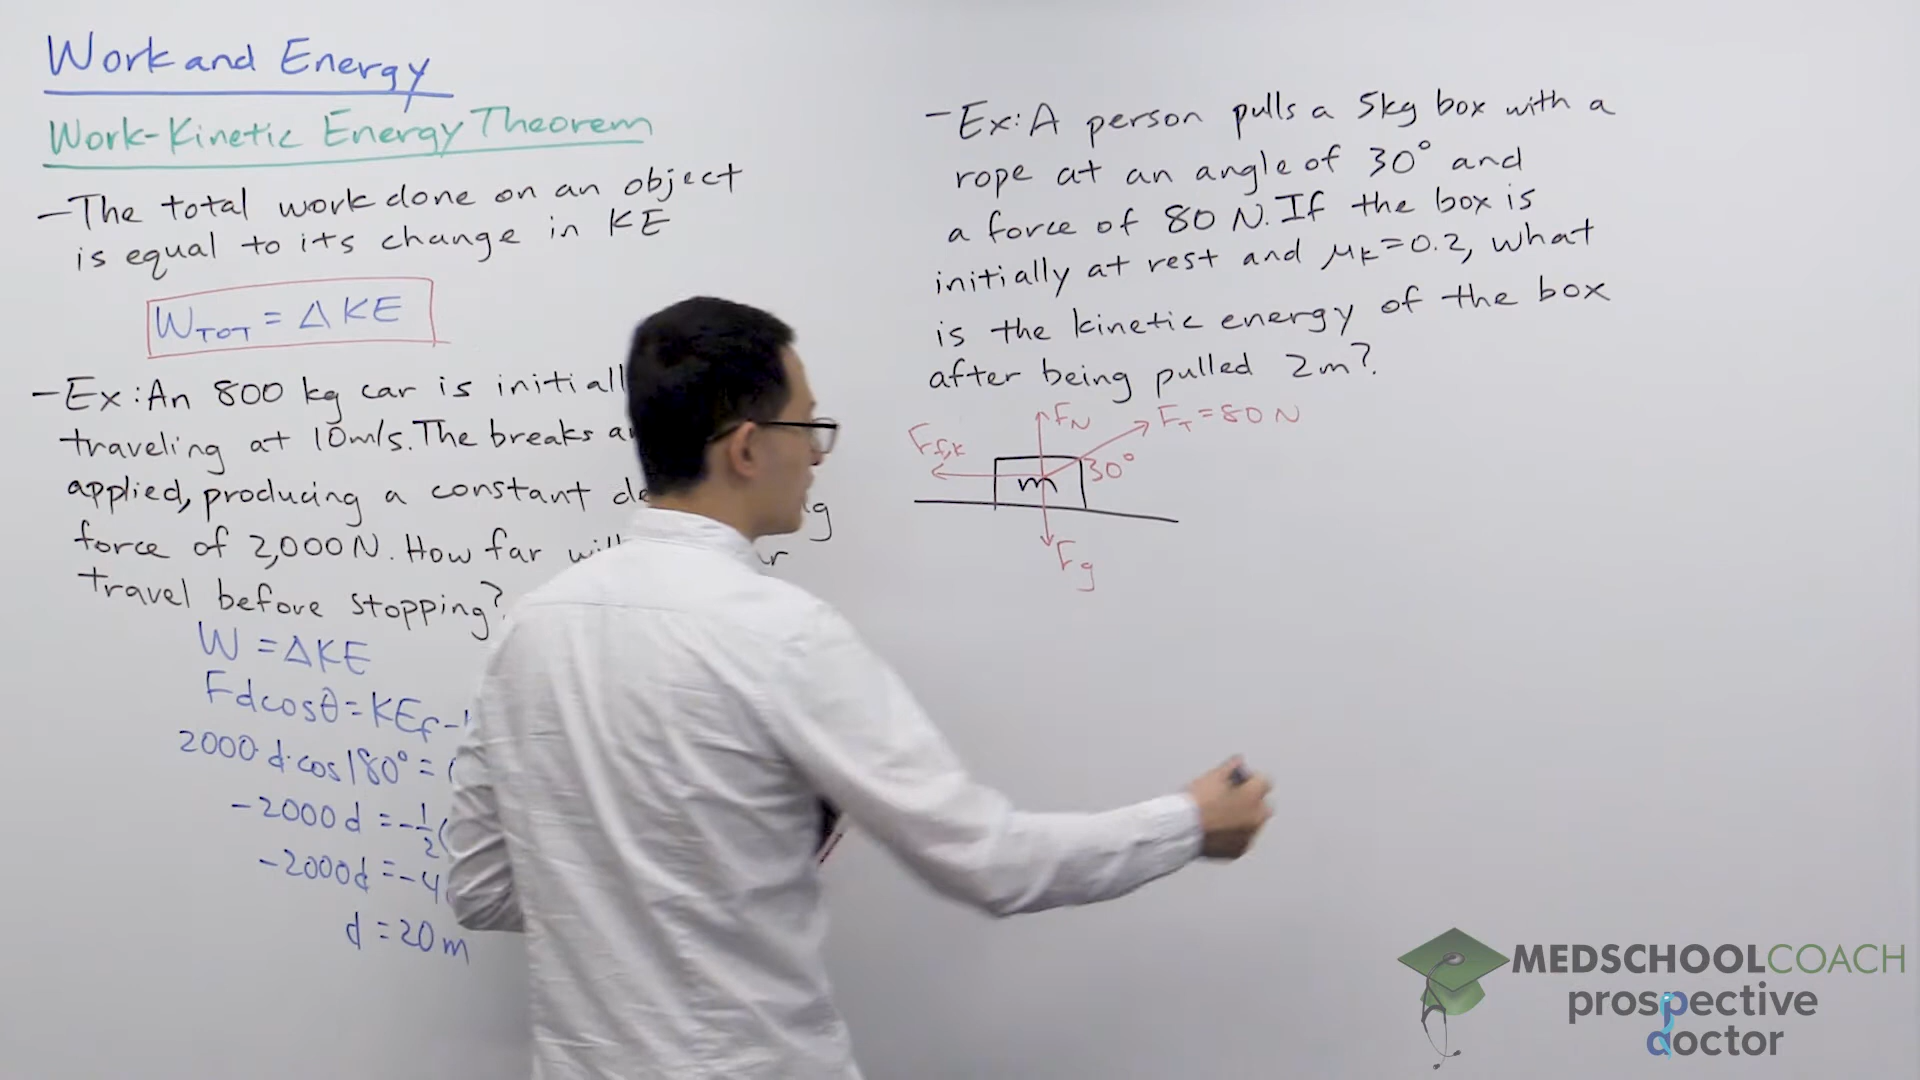 Work and Energy
Work-Kinetic Energy Theorem
-The total work done on an object
is equal to its change in KE
W_TOT = ΔKE
-Ex: An 800 kg car is
traveling at 10m/s. The breaks
applied, producing a constant
force of 2,000N. How far
travel before stopping?
W = ΔKE
Fdcosθ = KE_f -
2000·d·cos180° =
-2000d = -1/2(
-2000d = -4
d = 20m
-Ex: A person pulls a 5kg box with a
rope at an angle of 30° and
a force of 80 N. If the box is
initially at rest and μ_K=0.2, what
is the kinetic energy of the box
after being pulled 2m?
F_N
F_T = 80 N
F_f,k
30°
m
F_g
MEDSCHOOLCOACH
prospective
doctor